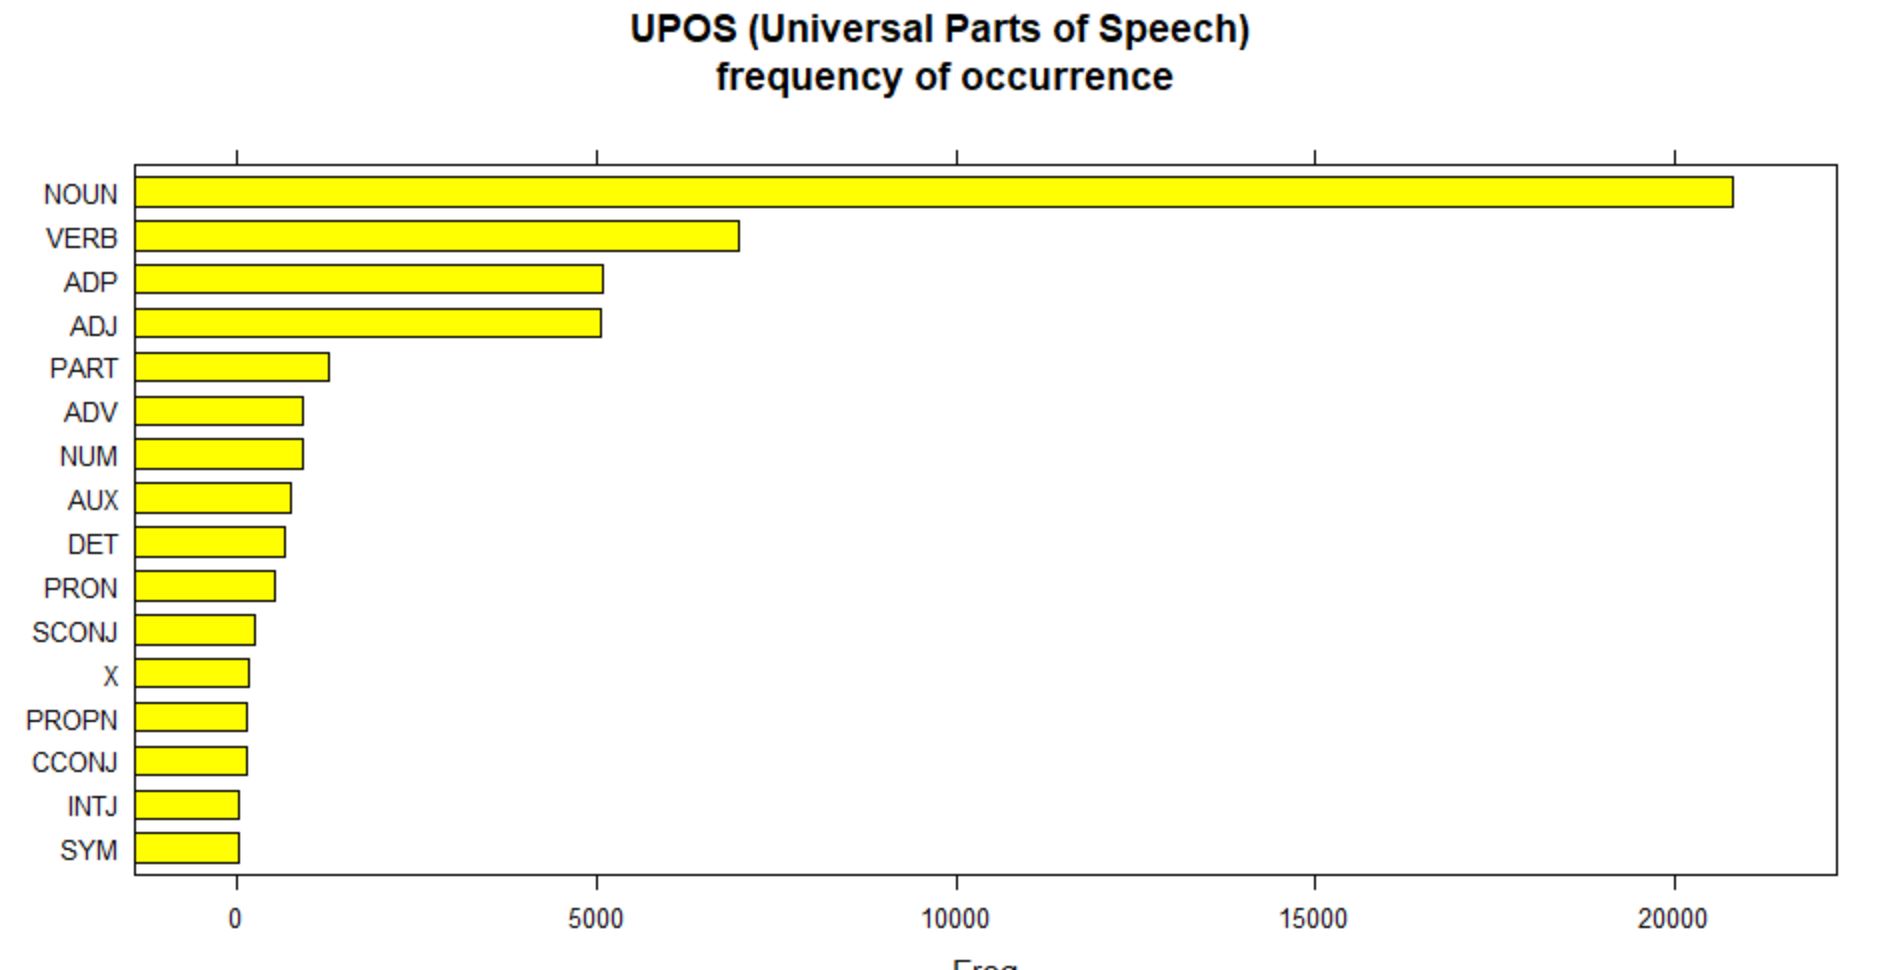 UPOS (Universal Parts of Speech)
frequency of occurrence
NOUN
VERB
ADP
ADJ
PART
ADV
NUM
AUX
DET
PRON
SCONJ
X
PROPN
CCONJ
INTJ
SYM
0 5000 10000 15000 20000
Freq